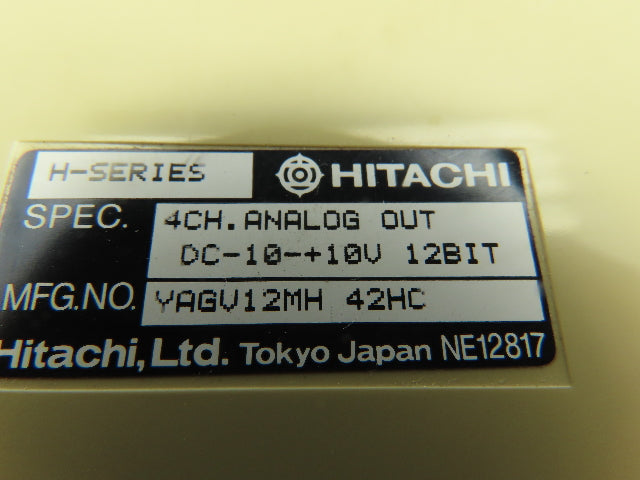 H-SERIES HITACHI
SPEC. 4CH.ANALOG OUT
DC-10-+10V 12BIT
MFG.NO. YAGV12MH 42HC
Hitachi, Ltd. Tokyo Japan NE12817